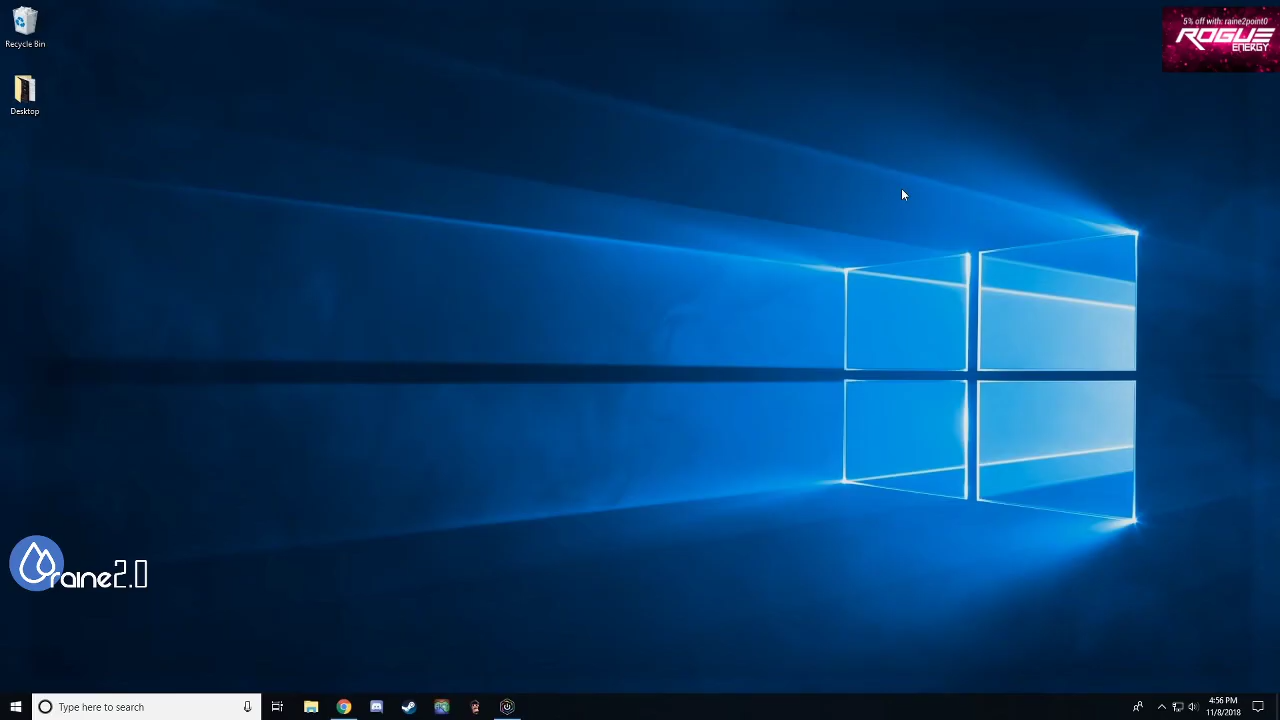 Recycle Bin
5% off with: raine2point0
ROGUE
ENERGY
Desktop
raine2.0
Type here to search
4:56 PM
11/8/2018